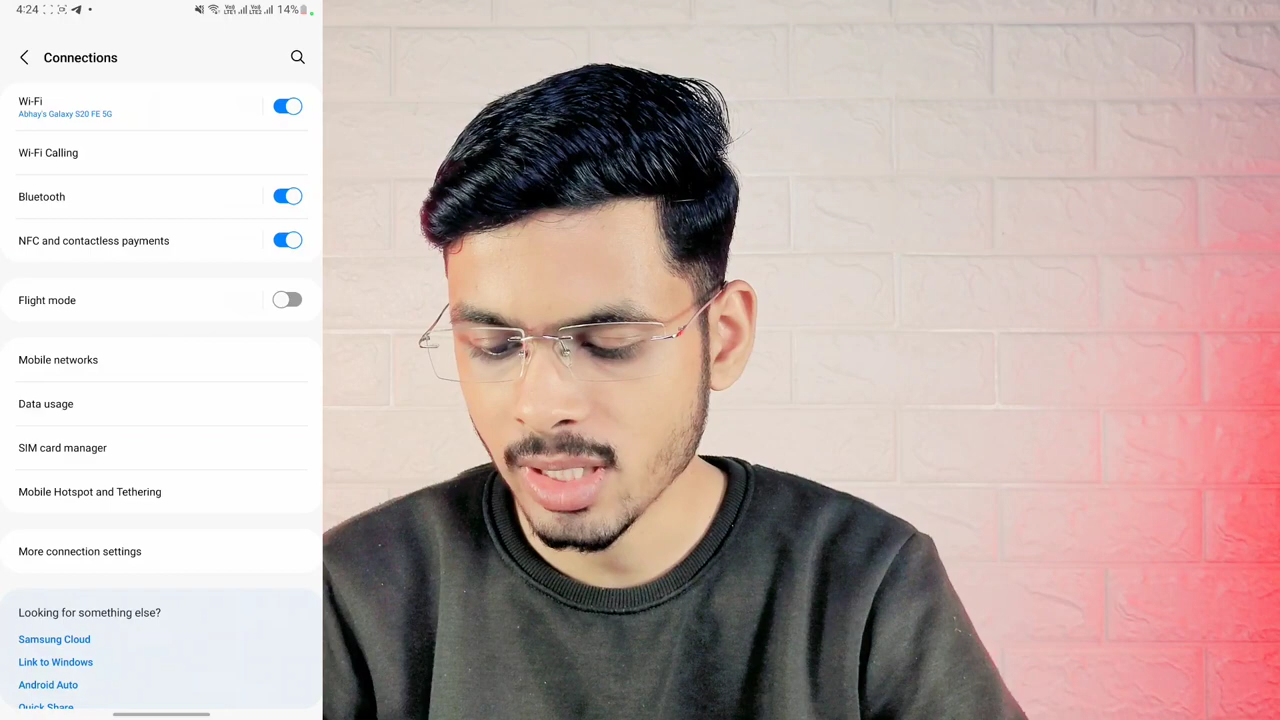 4:24 14%
Connections
Wi-Fi
Abhay's Galaxy S20 FE 5G
Wi-Fi Calling
Bluetooth
NFC and contactless payments
Flight mode
Mobile networks
Data usage
SIM card manager
Mobile Hotspot and Tethering
More connection settings
Looking for something else?
Samsung Cloud
Link to Windows
Android Auto
Quick Share